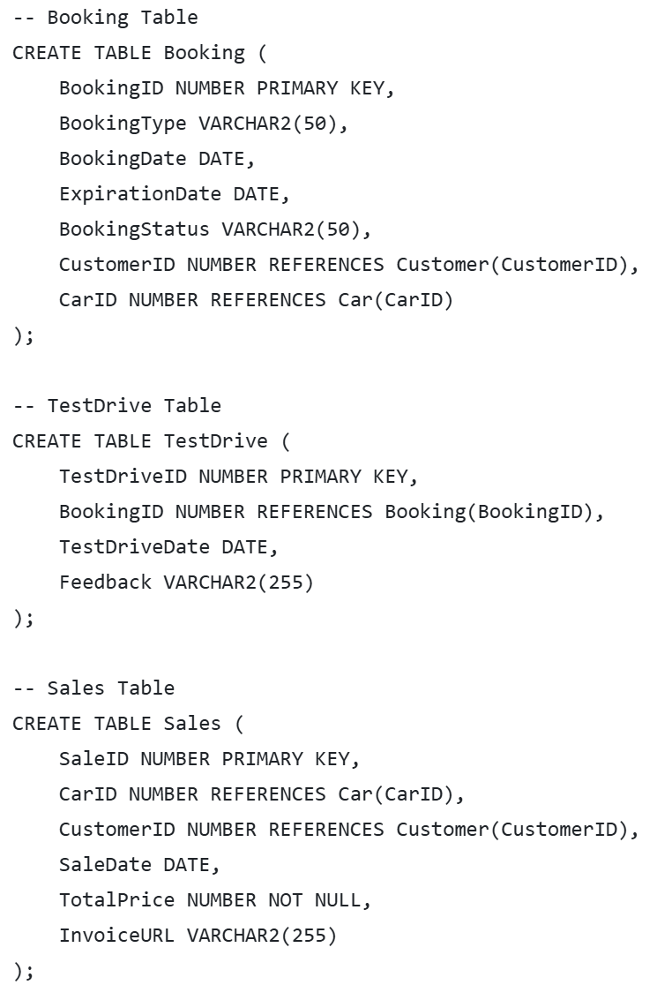 -- Booking Table
CREATE TABLE Booking (
    BookingID NUMBER PRIMARY KEY,
    BookingType VARCHAR2(50),
    BookingDate DATE,
    ExpirationDate DATE,
    BookingStatus VARCHAR2(50),
    CustomerID NUMBER REFERENCES Customer(CustomerID),
    CarID NUMBER REFERENCES Car(CarID)
);

-- TestDrive Table
CREATE TABLE TestDrive (
    TestDriveID NUMBER PRIMARY KEY,
    BookingID NUMBER REFERENCES Booking(BookingID),
    TestDriveDate DATE,
    Feedback VARCHAR2(255)
);

-- Sales Table
CREATE TABLE Sales (
    SaleID NUMBER PRIMARY KEY,
    CarID NUMBER REFERENCES Car(CarID),
    CustomerID NUMBER REFERENCES Customer(CustomerID),
    SaleDate DATE,
    TotalPrice NUMBER NOT NULL,
    InvoiceURL VARCHAR2(255)
);